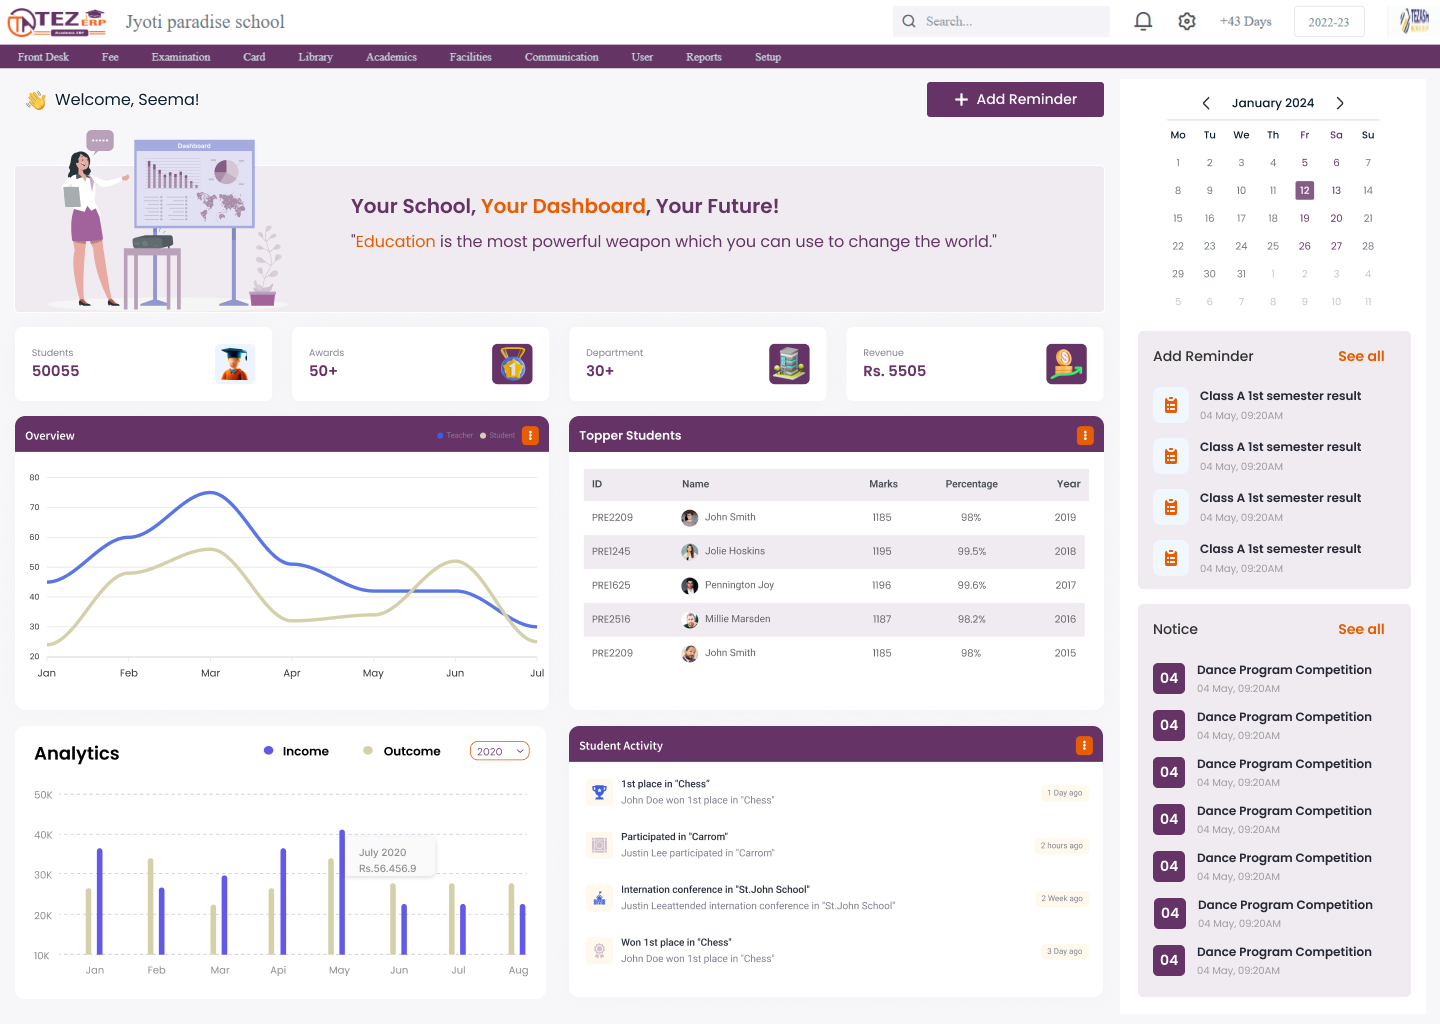 TEZ ERP
Academic ERP
Jyoti paradise school
Search...
+43 Days
2022-23
TEZASH
Front Desk Fee Examination Card Library Academics Facilities Communication User Reports Setup
👋 Welcome, Seema!
+ Add Reminder
Dashboard
Your School, Your Dashboard, Your Future!
"Education is the most powerful weapon which you can use to change the world."
Students
50055
Awards
50+
Department
30+
Revenue
Rs. 5505
Overview
Teacher Student
80
70
60
50
40
30
20
Jan Feb Mar Apr May Jun Jul
Topper Students
ID Name Marks Percentage Year
PRE2209 John Smith 1185 98% 2019
PRE1245 Jolie Hoskins 1195 99.5% 2018
PRE1625 Pennington Joy 1196 99.6% 2017
PRE2516 Millie Marsden 1187 98.2% 2016
PRE2209 John Smith 1185 98% 2015
Analytics
Income Outcome 2020
50K
40K
30K
20K
10K
July 2020
Rs.56.456.9
Jan Feb Mar Api May Jun Jul Aug
Student Activity
1st place in "Chess"
John Doe won 1st place in "Chess"
1 Day ago
Participated in "Carrom"
Justin Lee participated in "Carrom"
2 hours ago
Internation conference in "St.John School"
Justin Leeattended internation conference in "St.John School"
2 Week ago
Won 1st place in "Chess"
John Doe won 1st place in "Chess"
3 Day ago
January 2024
Mo Tu We Th Fr Sa Su
1 2 3 4 5 6 7
8 9 10 11 12 13 14
15 16 17 18 19 20 21
22 23 24 25 26 27 28
29 30 31 1 2 3 4
5 6 7 8 9 10 11
Add Reminder See all
Class A 1st semester result
04 May, 09:20AM
Class A 1st semester result
04 May, 09:20AM
Class A 1st semester result
04 May, 09:20AM
Class A 1st semester result
04 May, 09:20AM
Notice See all
04 Dance Program Competition
04 May, 09:20AM
04 Dance Program Competition
04 May, 09:20AM
04 Dance Program Competition
04 May, 09:20AM
04 Dance Program Competition
04 May, 09:20AM
04 Dance Program Competition
04 May, 09:20AM
04 Dance Program Competition
04 May, 09:20AM
04 Dance Program Competition
04 May, 09:20AM